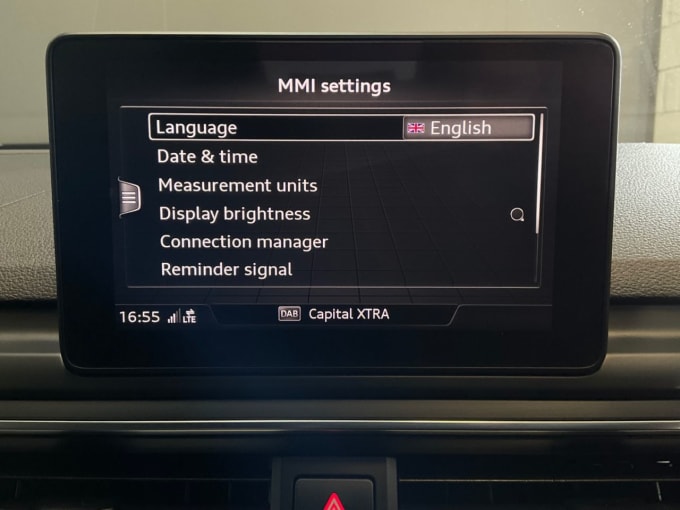 MMI settings
Language English
Date & time
Measurement units
Display brightness
Connection manager
Reminder signal
16:55 LTE DAB Capital XTRA